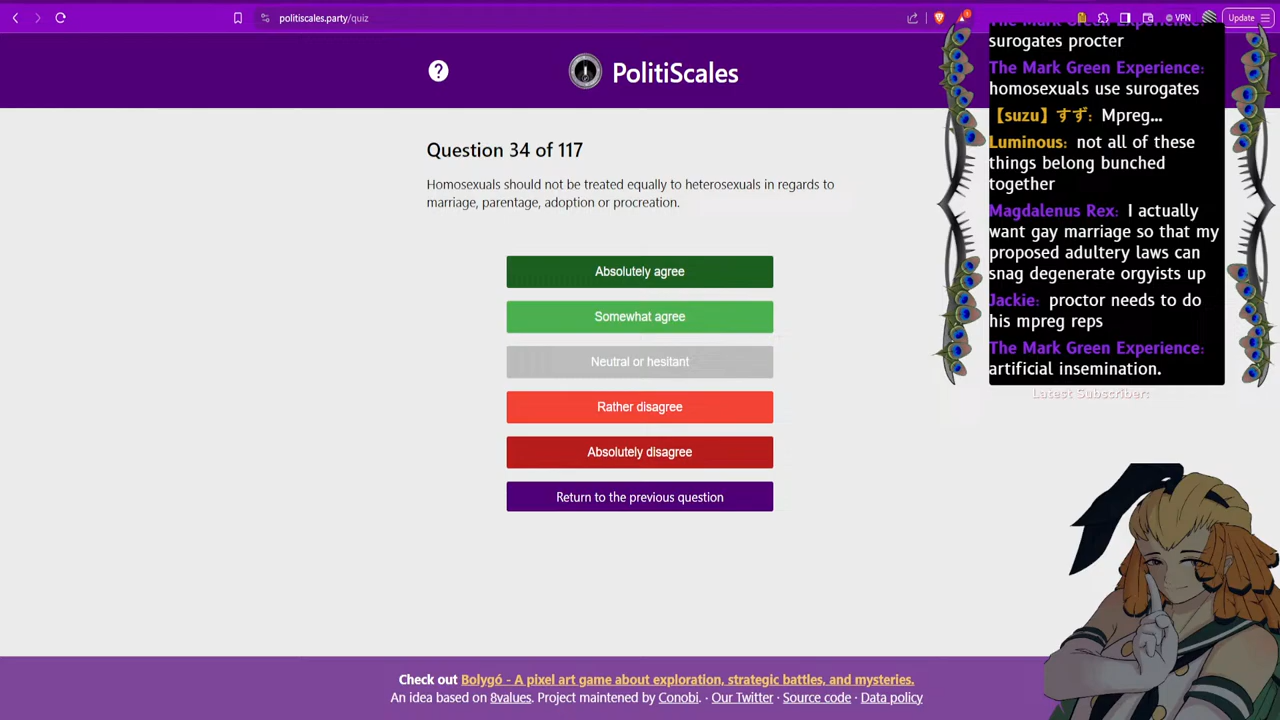 politiscales.party/quiz
1
VPN
Update
PolitiScales
Question 34 of 117
Homosexuals should not be treated equally to heterosexuals in regards to
marriage, parentage, adoption or procreation.
Absolutely agree
Somewhat agree
Neutral or hesitant
Rather disagree
Absolutely disagree
Return to the previous question
The Mark Green Experience:
surogates procter
The Mark Green Experience:
homosexuals use surogates
【suzu】すず: Mpreg...
Luminous: not all of these
things belong bunched
together
Magdalenus Rex: I actually
want gay marriage so that my
proposed adultery laws can
snag degenerate orgyists up
Jackie: proctor needs to do
his mpreg reps
The Mark Green Experience:
artificial insemination.
Latest Subscriber:
Check out Bolygó - A pixel art game about exploration, strategic battles, and mysteries.
An idea based on 8values. Project maintened by Conobi. · Our Twitter · Source code · Data policy